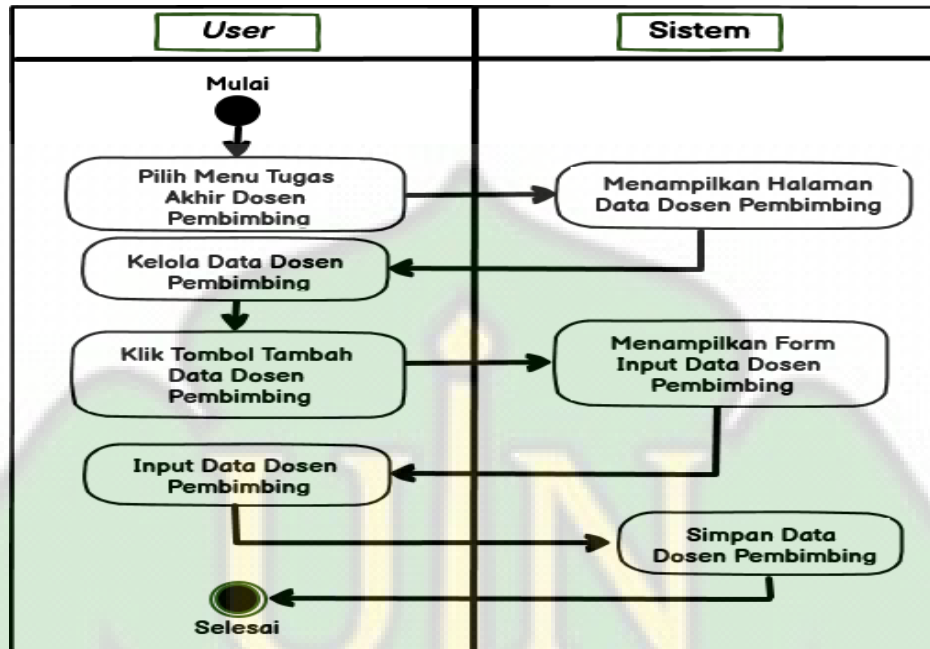 User
Sistem
Mulai
Pilih Menu Tugas
Akhir Dosen
Pembimbing
Menampilkan Halaman
Data Dosen Pembimbing
Kelola Data Dosen
Pembimbing
Klik Tombol Tambah
Data Dosen
Pembimbing
Menampilkan Form
Input Data Dosen
Pembimbing
Input Data Dosen
Pembimbing
Simpan Data
Dosen Pembimbing
Selesai
UIN